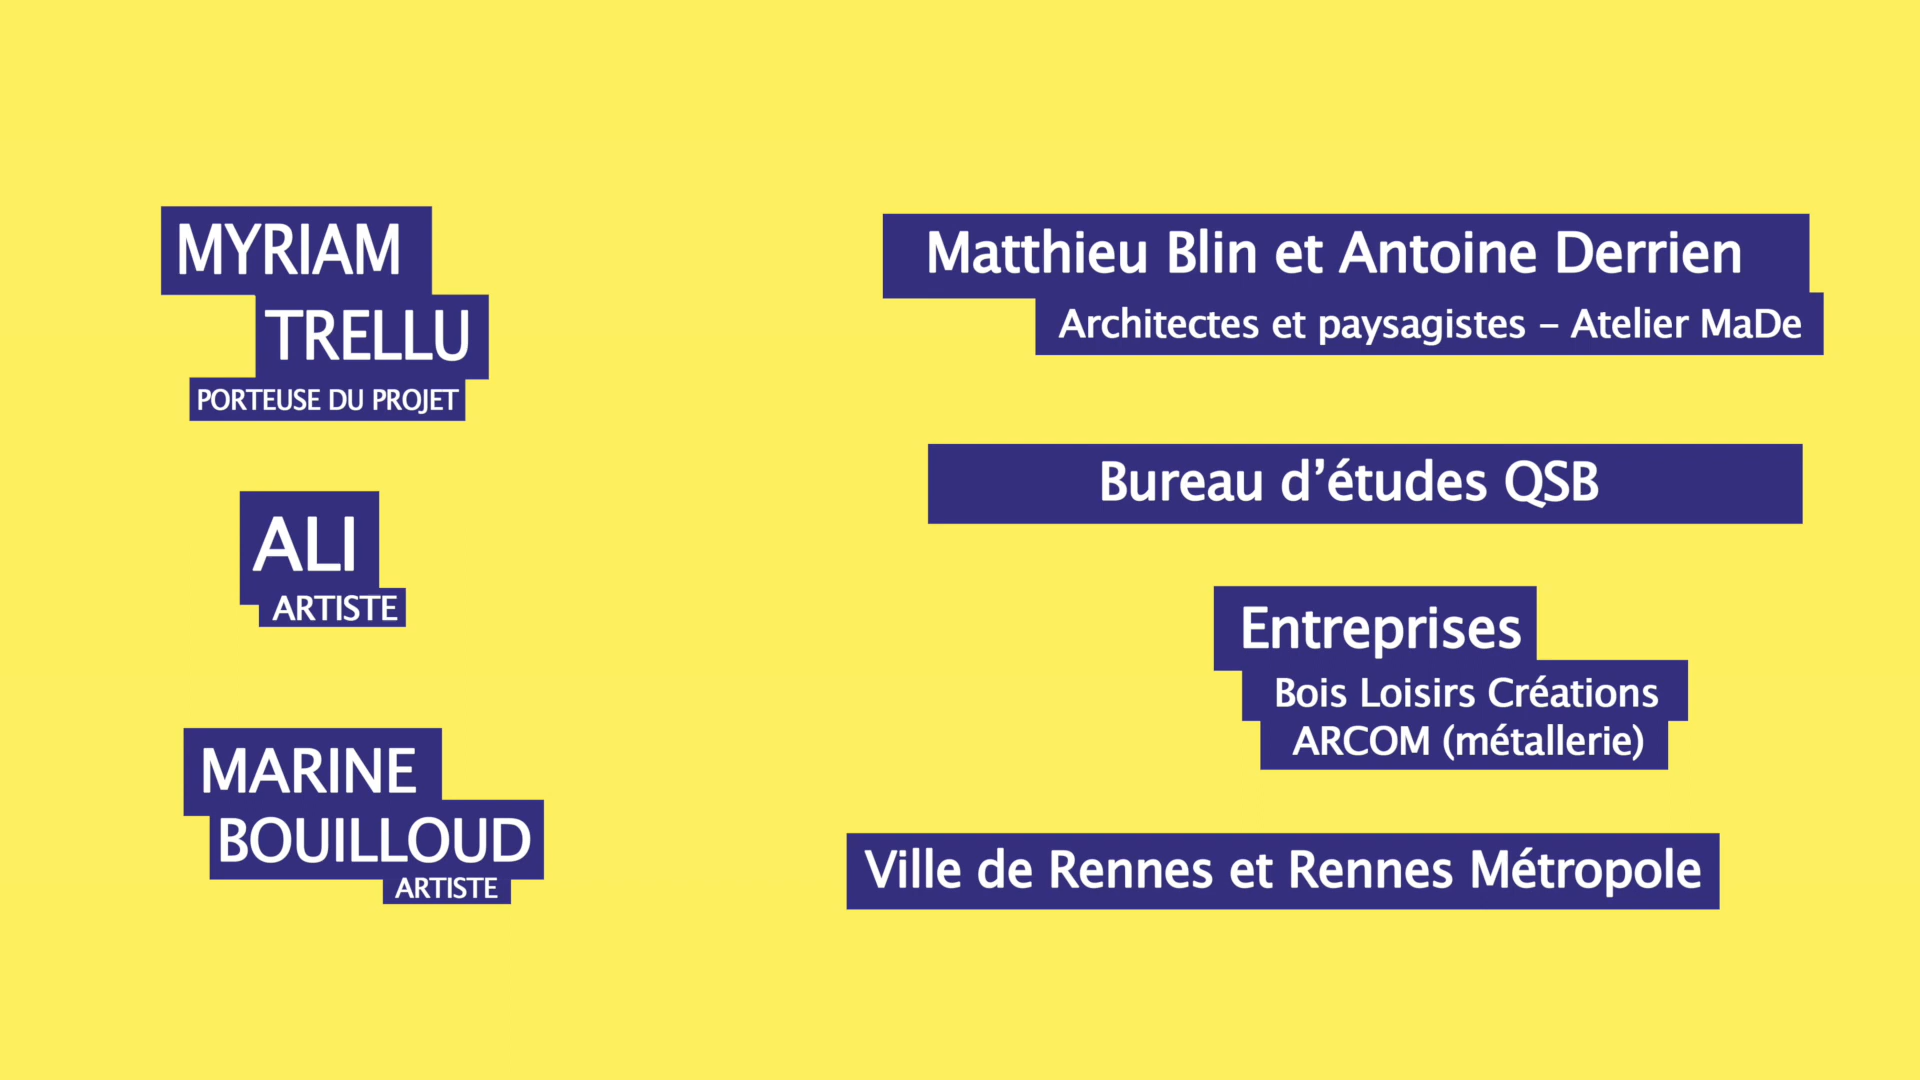 MYRIAM
TRELLU
PORTEUSE DU PROJET
ALI
ARTISTE
MARINE
BOUILLOUD
ARTISTE
Matthieu Blin et Antoine Derrien
Architectes et paysagistes – Atelier MaDe
Bureau d’études QSB
Entreprises
Bois Loisirs Créations
ARCOM (métallerie)
Ville de Rennes et Rennes Métropole